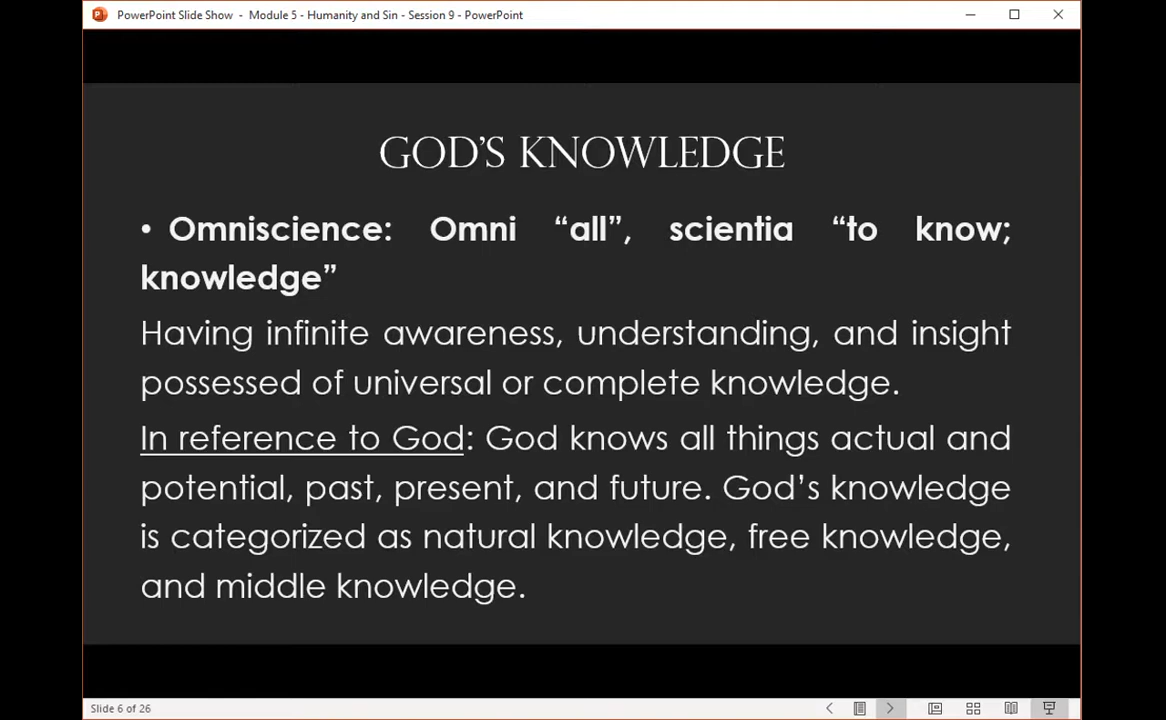 PowerPoint Slide Show - Module 5 - Humanity and Sin - Session 9 - PowerPoint
GOD'S KNOWLEDGE
• Omniscience: Omni “all”, scientia “to know;
knowledge”
Having infinite awareness, understanding, and insight
possessed of universal or complete knowledge.
In reference to God: God knows all things actual and
potential, past, present, and future. God’s knowledge
is categorized as natural knowledge, free knowledge,
and middle knowledge.
Slide 6 of 26